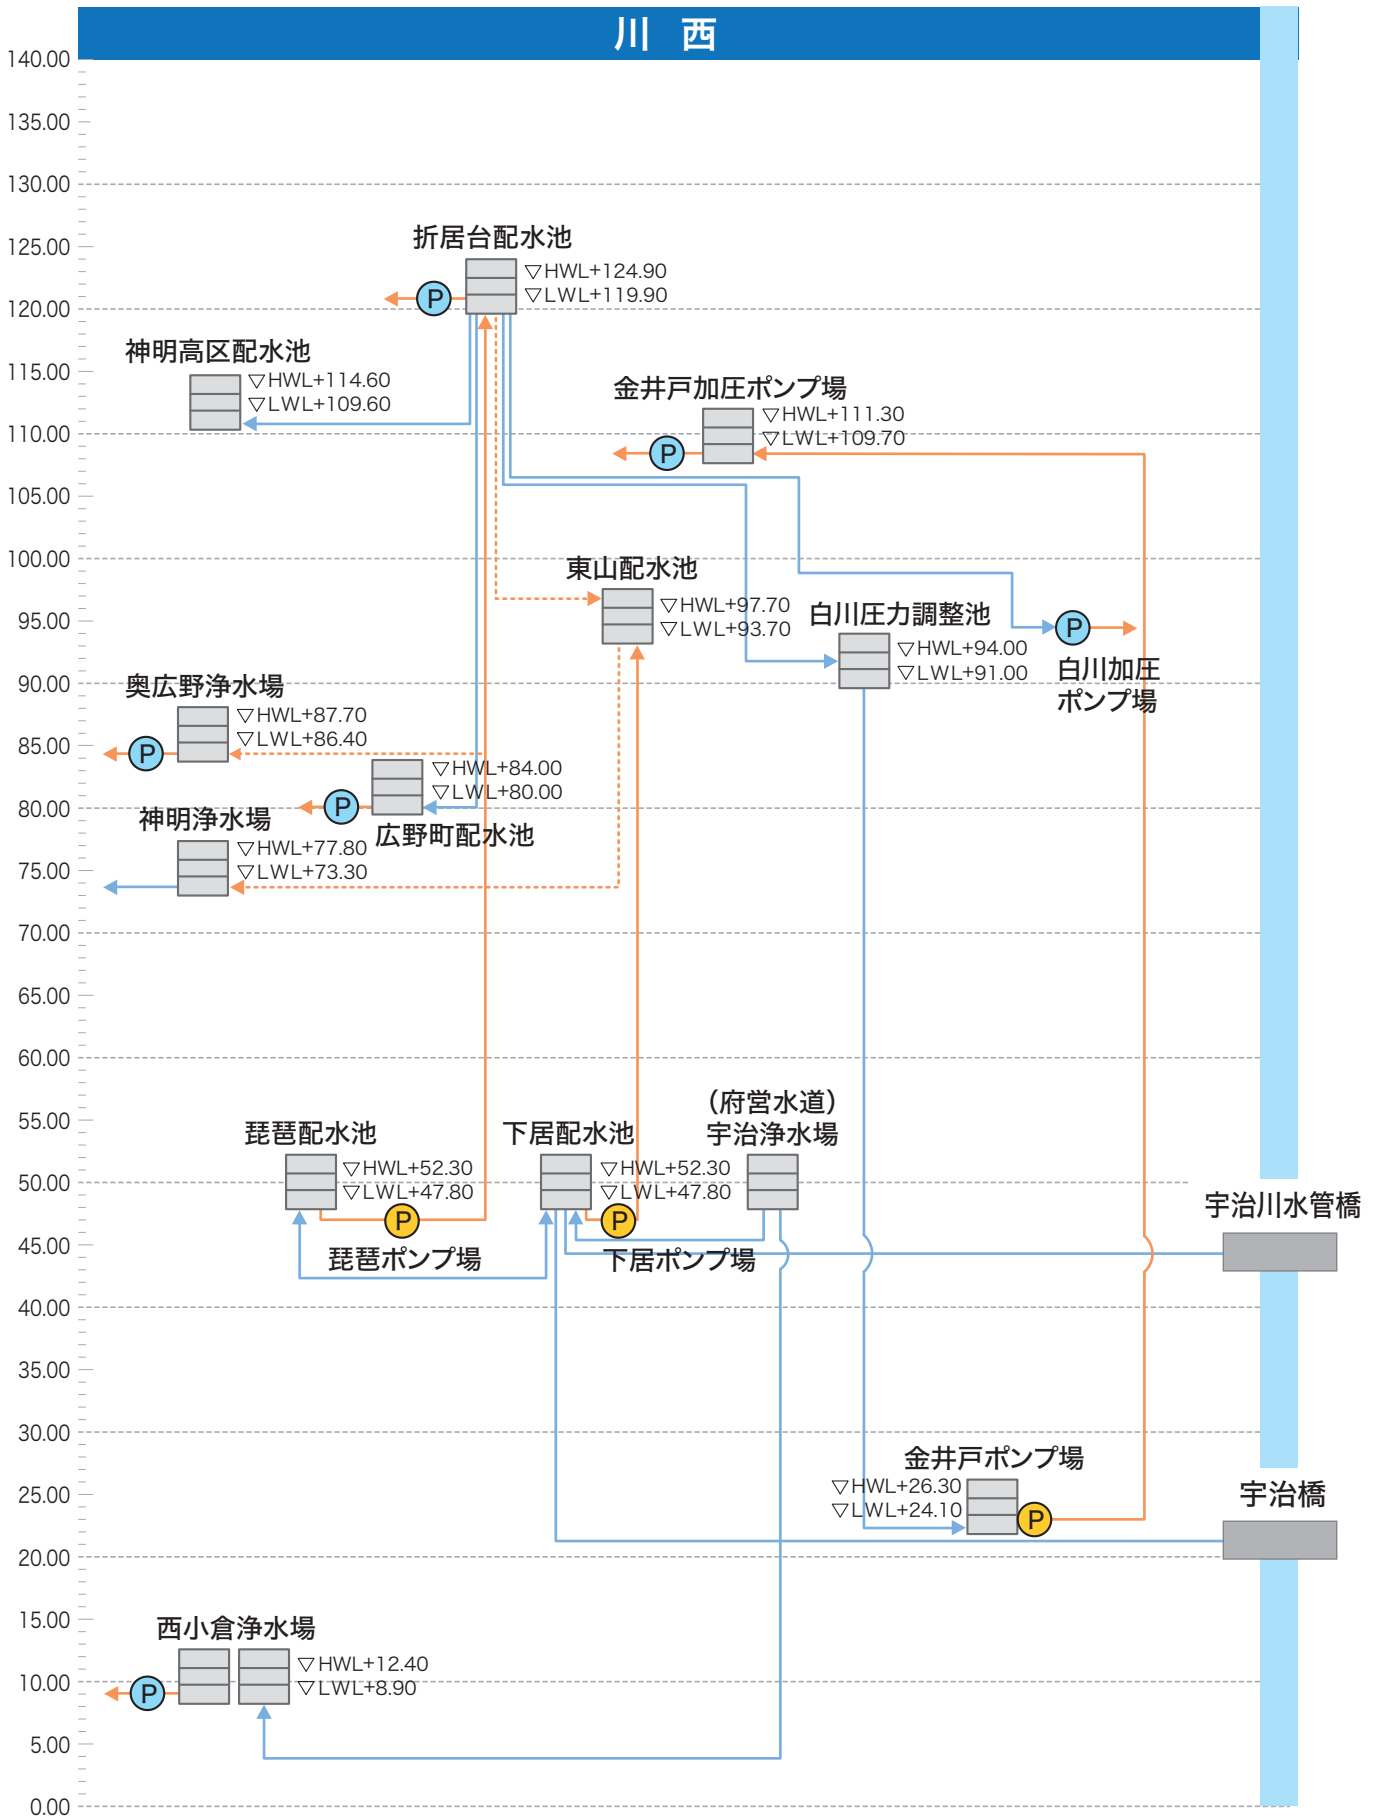 川 西
140.00
135.00
130.00
125.00
120.00
115.00
110.00
105.00
100.00
95.00
90.00
85.00
80.00
75.00
70.00
65.00
60.00
55.00
50.00
45.00
40.00
35.00
30.00
25.00
20.00
15.00
10.00
5.00
0.00
折居台配水池
▽HWL+124.90
▽LWL+119.90
P
神明高区配水池
▽HWL+114.60
▽LWL+109.60
金井戸加圧ポンプ場
▽HWL+111.30
▽LWL+109.70
P
東山配水池
▽HWL+97.70
▽LWL+93.70
白川圧力調整池
▽HWL+94.00
▽LWL+91.00
P
白川加圧
ポンプ場
奥広野浄水場
▽HWL+87.70
▽LWL+86.40
P
▽HWL+84.00
▽LWL+80.00
P
広野町配水池
神明浄水場
▽HWL+77.80
▽LWL+73.30
琵琶配水池
▽HWL+52.30
▽LWL+47.80
P
琵琶ポンプ場
下居配水池
▽HWL+52.30
▽LWL+47.80
P
下居ポンプ場
（府営水道）
宇治浄水場
宇治川水管橋
金井戸ポンプ場
▽HWL+26.30
▽LWL+24.10
P
宇治橋
西小倉浄水場
▽HWL+12.40
▽LWL+8.90
P